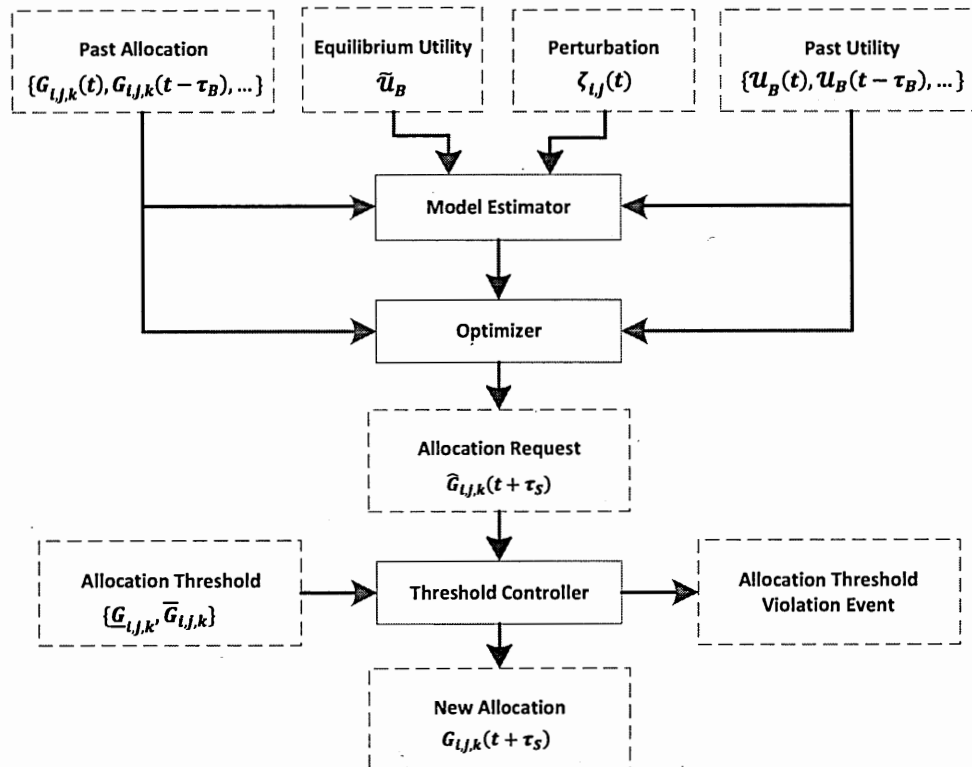 Past Allocation
{G_{i,j,k}(t), G_{i,j,k}(t − τ_B), …}
Equilibrium Utility
Ũ_B
Perturbation
ζ_{i,j}(t)
Past Utility
{U_B(t), U_B(t − τ_B), …}
Model Estimator
Optimizer
Allocation Request
Ĝ_{i,j,k}(t + τ_S)
Allocation Threshold
{G̲_{i,j,k}, G̅_{i,j,k}}
Threshold Controller
Allocation Threshold
Violation Event
New Allocation
G_{i,j,k}(t + τ_S)